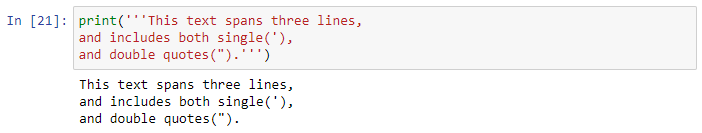 In [21]: print('''This text spans three lines,
and includes both single('),
and double quotes(").''')
This text spans three lines,
and includes both single('),
and double quotes(").